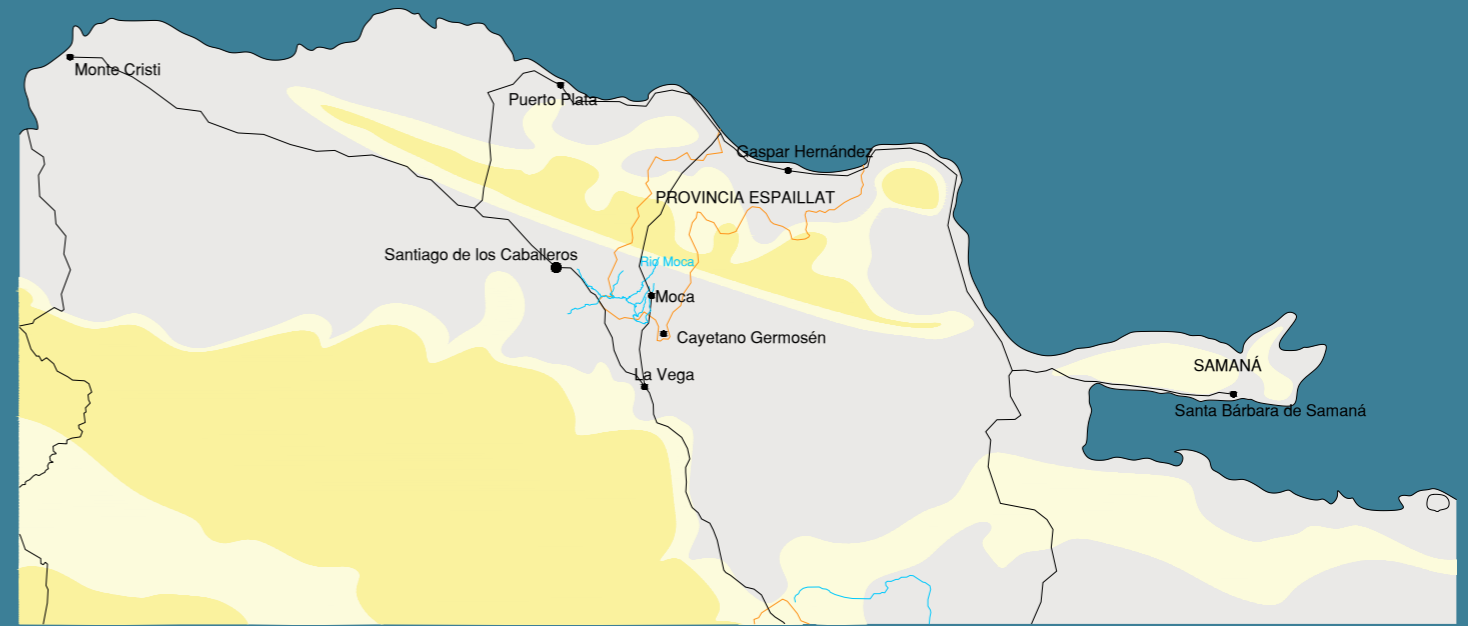 Monte Cristi
Puerto Plata
Gaspar Hernández
PROVINCIA ESPAILLAT
Santiago de los Caballeros
Rio Moca
Moca
Cayetano Germosén
La Vega
SAMANÁ
Santa Bárbara de Samaná